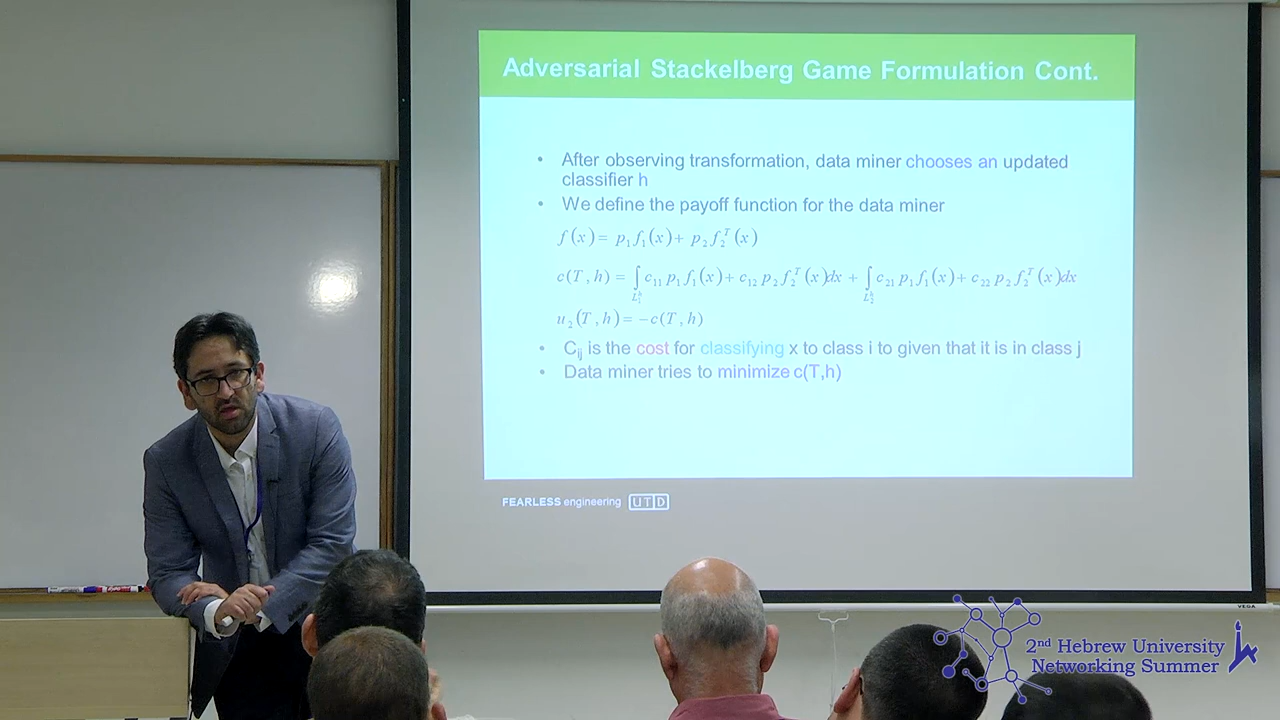 Adversarial Stackelberg Game Formulation Cont.
• After observing transformation, data miner chooses an updated
classifier h
• We define the payoff function for the data miner
f(x) = p₁f₁(x) + p₂f₂ᵀ(x)
c(T,h) = ∫_{L₁ʰ} c₁₁p₁f₁(x) + c₁₂p₂f₂ᵀ(x)dx + ∫_{L₂ʰ} c₂₁p₁f₁(x) + c₂₂p₂f₂ᵀ(x)dx
u₂(T,h) = −c(T,h)
• Cᵢⱼ is the cost for classifying x to class i to given that it is in class j
• Data miner tries to minimize c(T,h)
FEARLESS engineering UTD
VEGA
2nd Hebrew University
Networking Summer